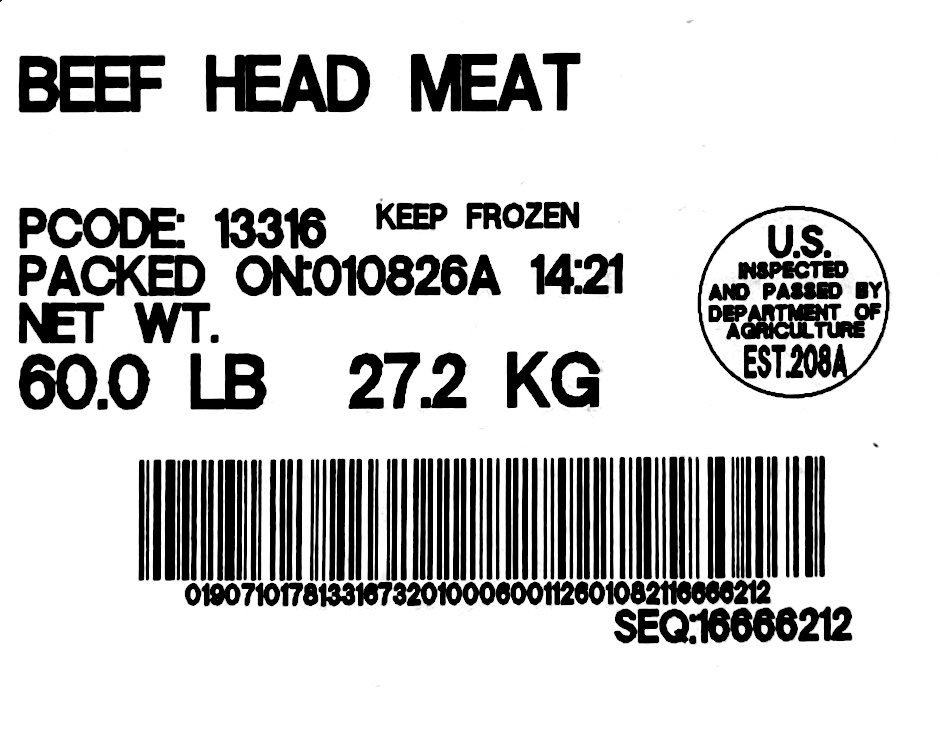 BEEF HEAD MEAT
PCODE: 13316 KEEP FROZEN
PACKED ON:010826A 14:21
NET WT.
60.0 LB 27.2 KG
U.S.
INSPECTED
AND PASSED BY
DEPARTMENT OF
AGRICULTURE
EST.208A
01907101781331673201000600112601082116666212
SEQ:16666212